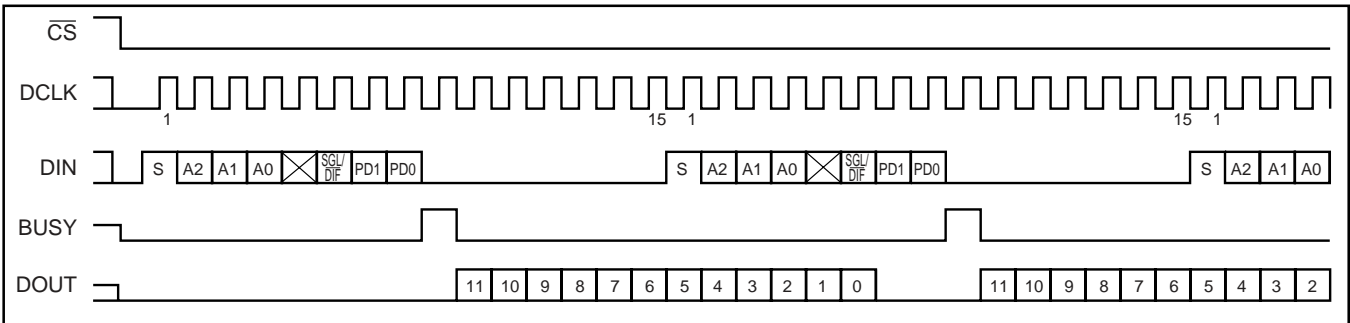 CS
DCLK
1 15 1 15 1
DIN S A2 A1 A0 SGL/DIF PD1 PD0 S A2 A1 A0 SGL/DIF PD1 PD0 S A2 A1 A0
BUSY
DOUT 11 10 9 8 7 6 5 4 3 2 1 0 11 10 9 8 7 6 5 4 3 2